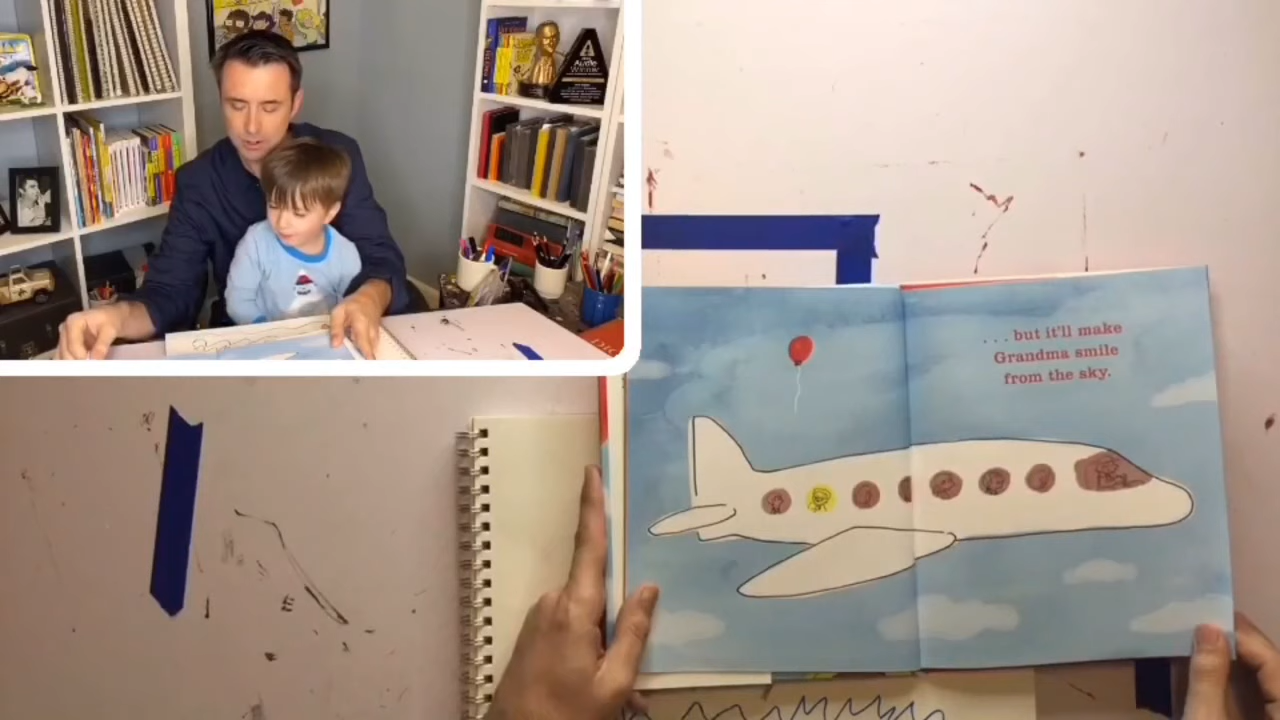 . . . but it'll make
Grandma smile
from the sky.